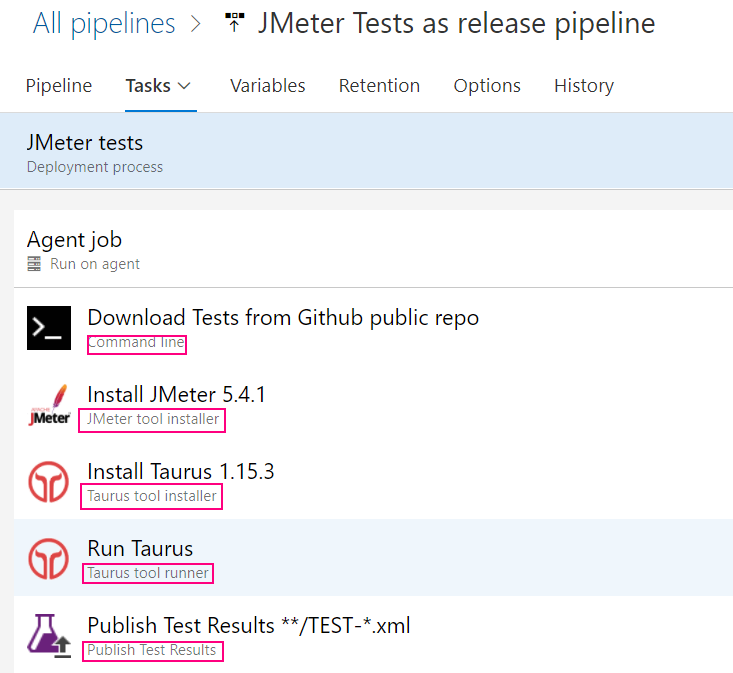 All pipelines > JMeter Tests as release pipeline
Pipeline Tasks Variables Retention Options History
JMeter tests
Deployment process
Agent job
Run on agent
>_ Download Tests from Github public repo
Command line
APACHE JMeter Install JMeter 5.4.1
JMeter tool installer
Install Taurus 1.15.3
Taurus tool installer
Run Taurus
Taurus tool runner
Publish Test Results **/TEST-*.xml
Publish Test Results